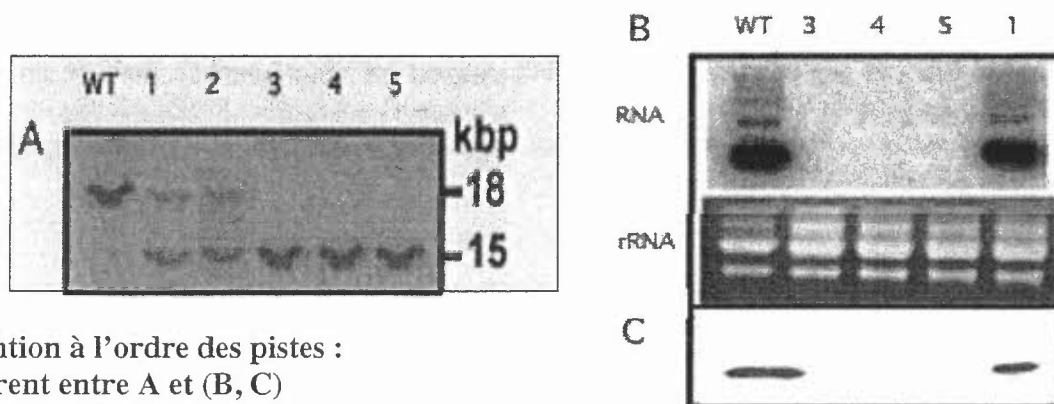 WT 1 2 3 4 5
A
kbp
18
15
ntion à l'ordre des pistes :
rent entre A et (B, C)
B
WT 3 4 5 1
RNA
rRNA
C